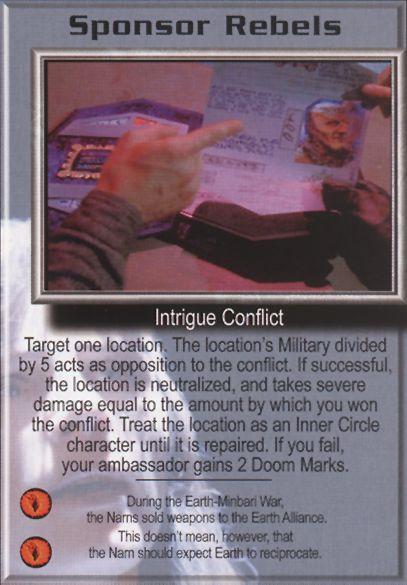 Sponsor Rebels
Intrigue Conflict
Target one location. The location's Military divided
by 5 acts as opposition to the conflict. If successful,
the location is neutralized, and takes severe
damage equal to the amount by which you won
the conflict. Treat the location as an Inner Circle
character until it is repaired. If you fail,
your ambassador gains 2 Doom Marks.
During the Earth-Minbari War,
the Narns sold weapons to the Earth Alliance.
This doesn't mean, however, that
the Narn should expect Earth to reciprocate.